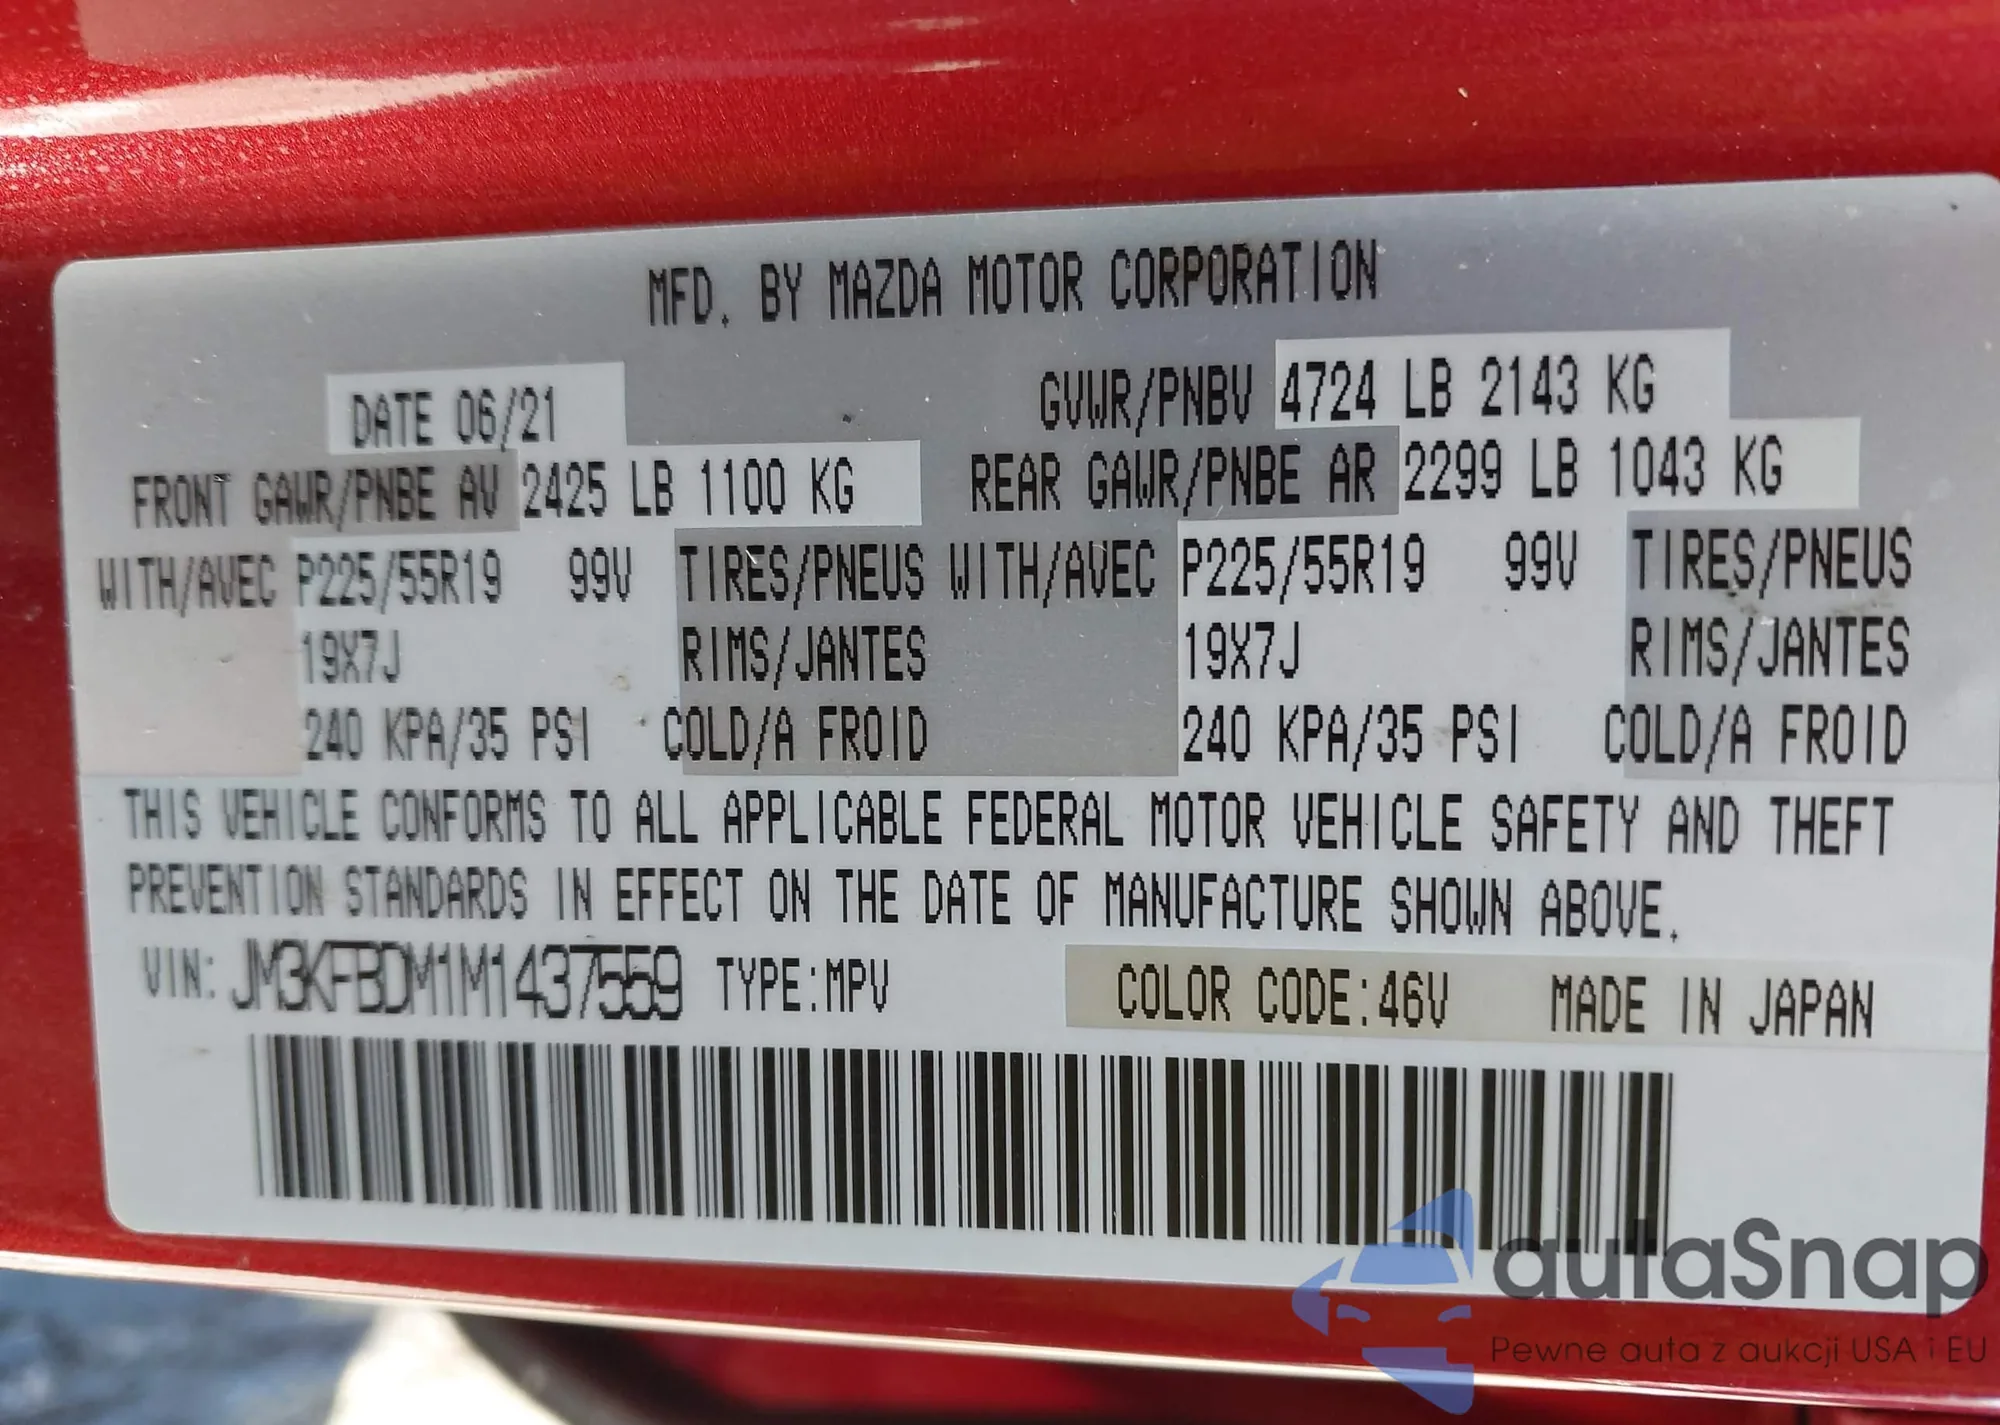 MFD. BY MAZDA MOTOR CORPORATION
DATE 06/21 GVWR/PNBV 4724 LB 2143 KG
FRONT GAWR/PNBE AV 2425 LB 1100 KG REAR GAWR/PNBE AR 2299 LB 1043 KG
WITH/AVEC P225/55R19 99V TIRES/PNEUS WITH/AVEC P225/55R19 99V TIRES/PNEUS
19X7J RIMS/JANTES 19X7J RIMS/JANTES
240 KPA/35 PSI COLD/A FROID 240 KPA/35 PSI COLD/A FROID
THIS VEHICLE CONFORMS TO ALL APPLICABLE FEDERAL MOTOR VEHICLE SAFETY AND THEFT
PREVENTION STANDARDS IN EFFECT ON THE DATE OF MANUFACTURE SHOWN ABOVE.
VIN: JM3KFBDM1M1437559 TYPE:MPV COLOR CODE:46V MADE IN JAPAN
autaSnap
Pewne auta z aukcji USA i EU